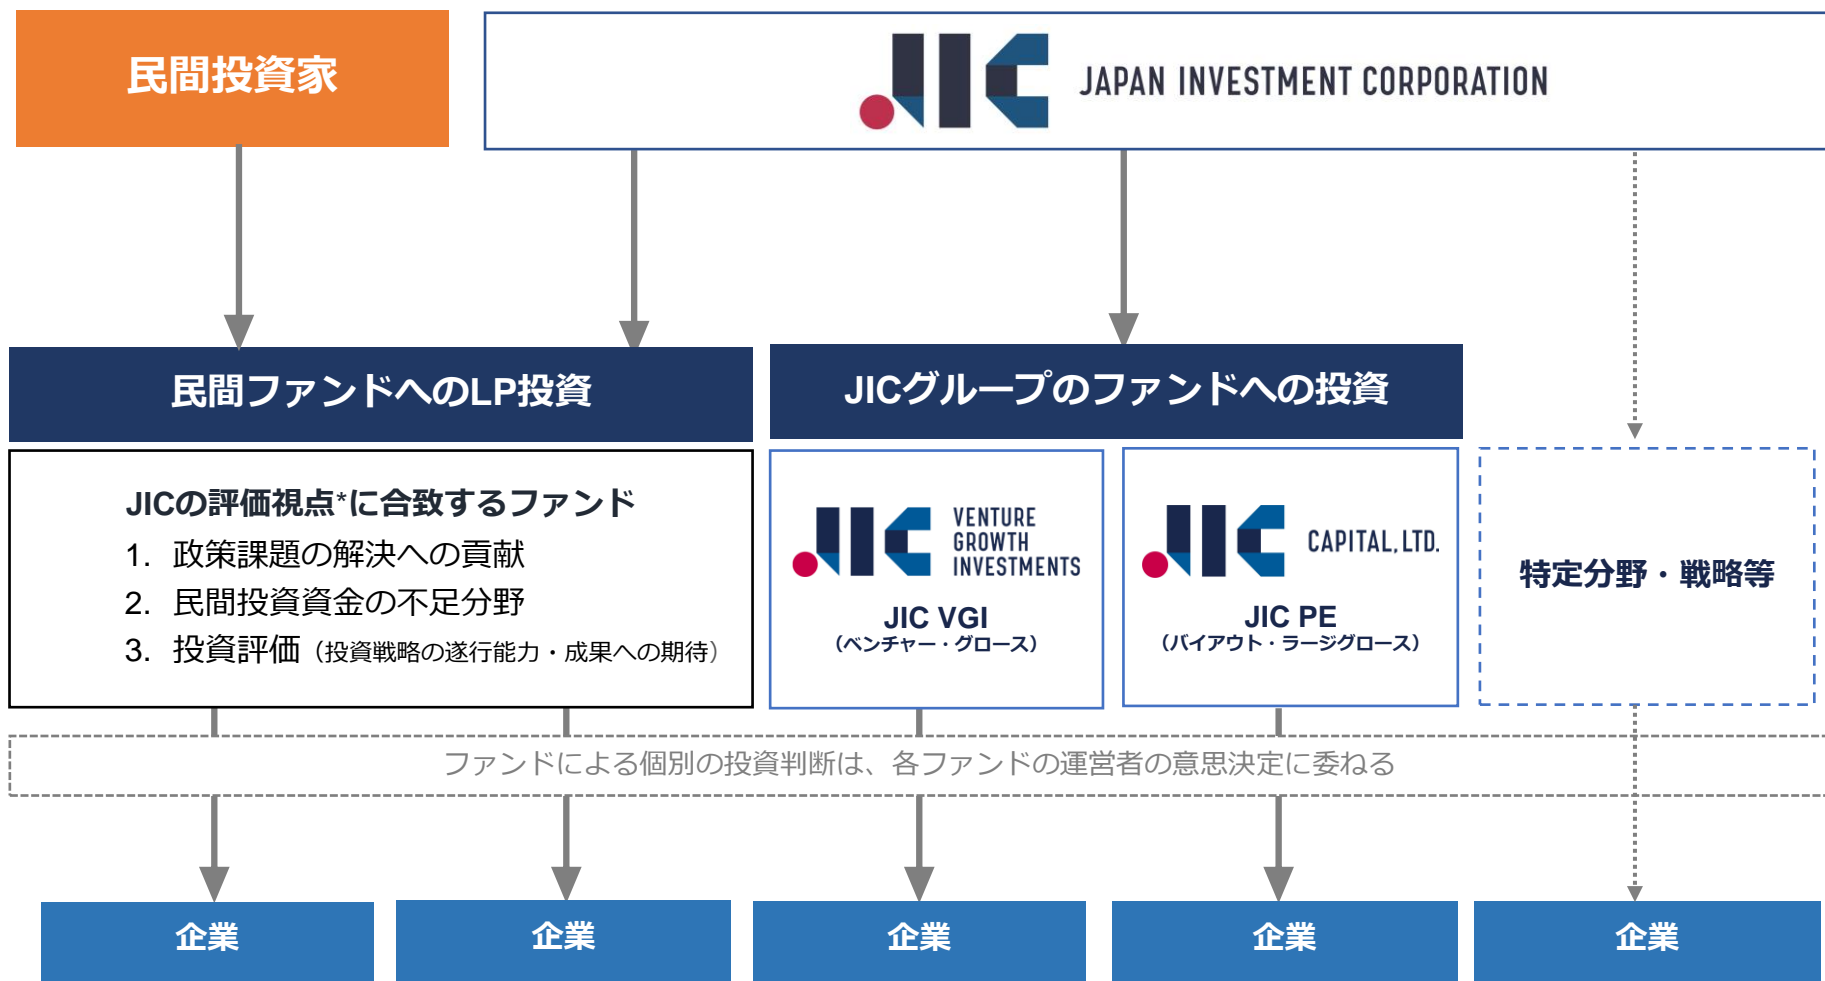 民間投資家
JIC JAPAN INVESTMENT CORPORATION
民間ファンドへのLP投資
JICグループのファンドへの投資
JICの評価視点*に合致するファンド
1. 政策課題の解決への貢献
2. 民間投資資金の不足分野
3. 投資評価（投資戦略の遂行能力・成果への期待）
JIC VENTURE
GROWTH
INVESTMENTS
JIC VGI
（ベンチャー・グロース）
JIC CAPITAL, LTD.
JIC PE
（バイアウト・ラージグロース）
特定分野・戦略等
ファンドによる個別の投資判断は、各ファンドの運営者の意思決定に委ねる
企業
企業
企業
企業
企業